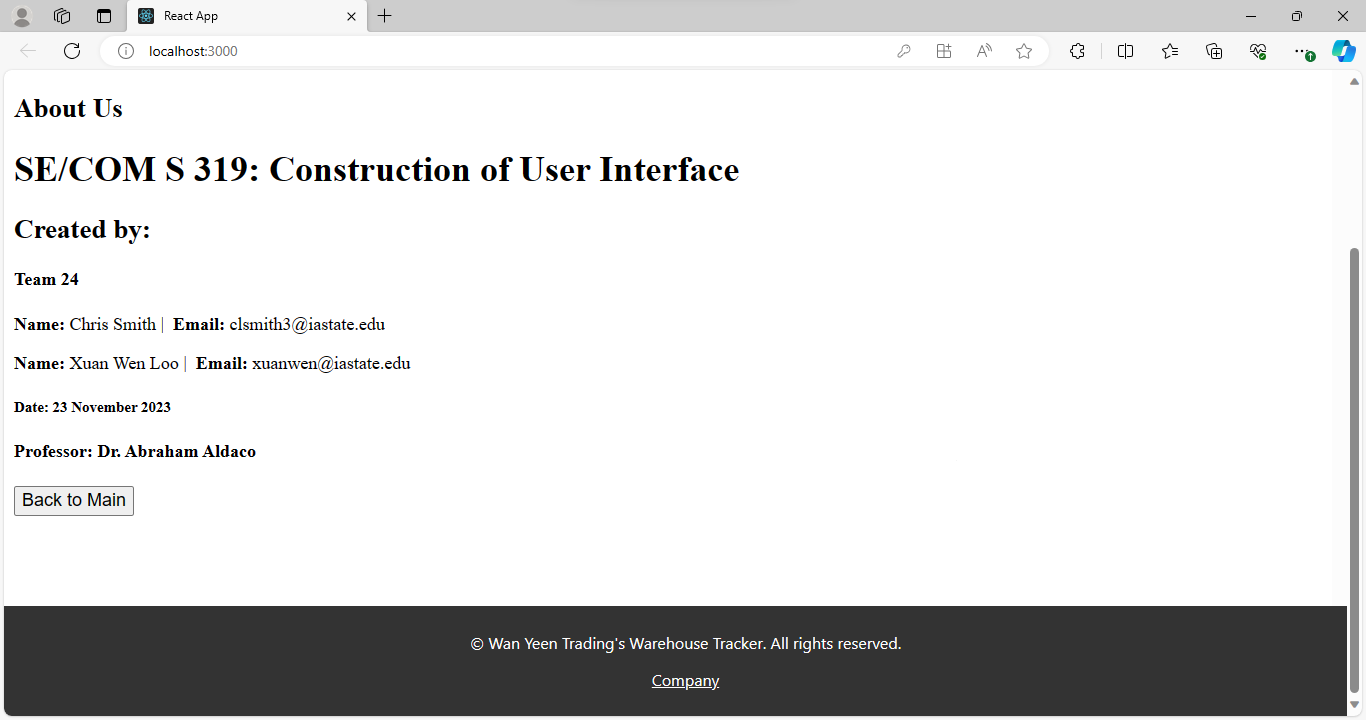 React App
localhost:3000
About Us
SE/COM S 319: Construction of User Interface
Created by:
Team 24
Name: Chris Smith | Email: clsmith3@iastate.edu
Name: Xuan Wen Loo | Email: xuanwen@iastate.edu
Date: 23 November 2023
Professor: Dr. Abraham Aldaco
Back to Main
© Wan Yeen Trading's Warehouse Tracker. All rights reserved.
Company